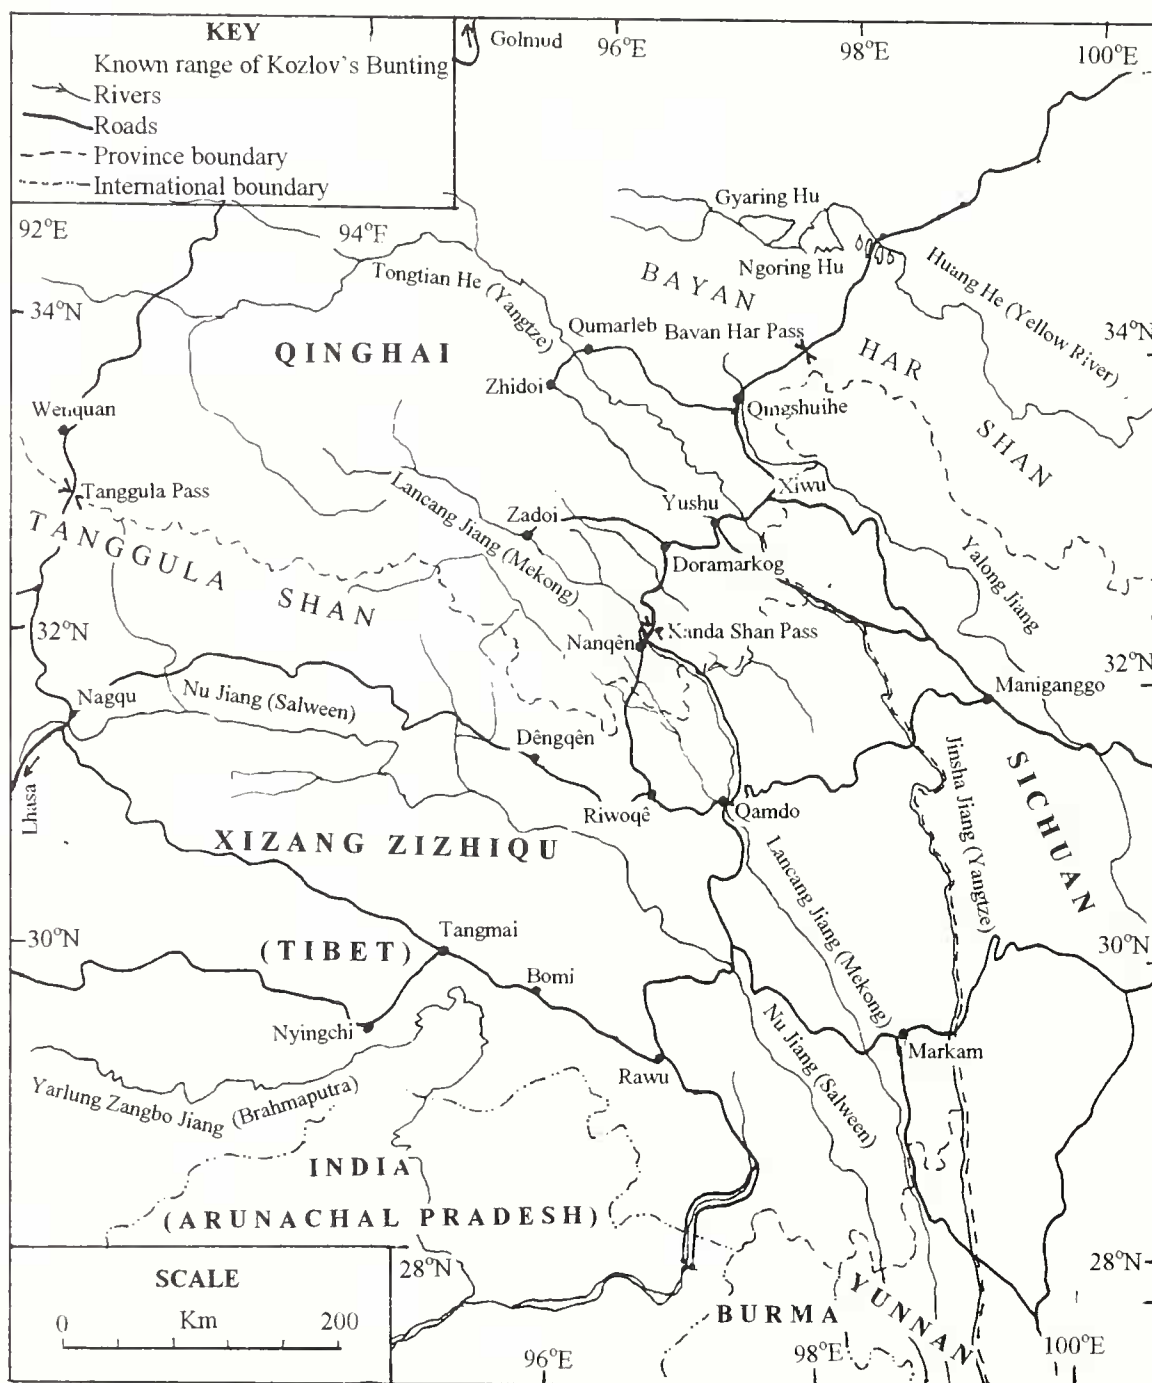 KEY
Known range of Kozlov's Bunting
Rivers
Roads
Province boundary
International boundary
Golmud
96°E
98°E
100°E
92°E
94°E
Gyaring Hu
Ngoring Hu
Huang He (Yellow River)
Tongtian He (Yangtze)
BAYAN
HAR
SHAN
34°N
34°N
QINGHAI
Qumarleb
Bayan Har Pass
Zhidoi
Qingshuihe
Wenquan
Tanggula Pass
Lancang Jiang (Mekong)
Zadoi
Yushu
Xiwu
TANGGULA SHAN
Doramarkog
Yalong Jiang
32°N
Nanqên
Kanda Shan Pass
32°N
Nagqu
Nu Jiang (Salween)
Maniganggo
Dêngqên
Lhasa
Riwoqê
Qamdo
Jinsha Jiang (Yangtze)
SICHUAN
XIZANG ZIZHIQU
Lancang Jiang (Mekong)
30°N
(TIBET)
Tangmai
30°N
Bomi
Nyingchi
Nu Jiang (Salween)
Markam
Rawu
Yarlung Zangbo Jiang (Brahmaputra)
INDIA
(ARUNACHAL PRADESH)
28°N
28°N
SCALE
Km
0 200
BURMA
YUNNAN
96°E
98°E
100°E